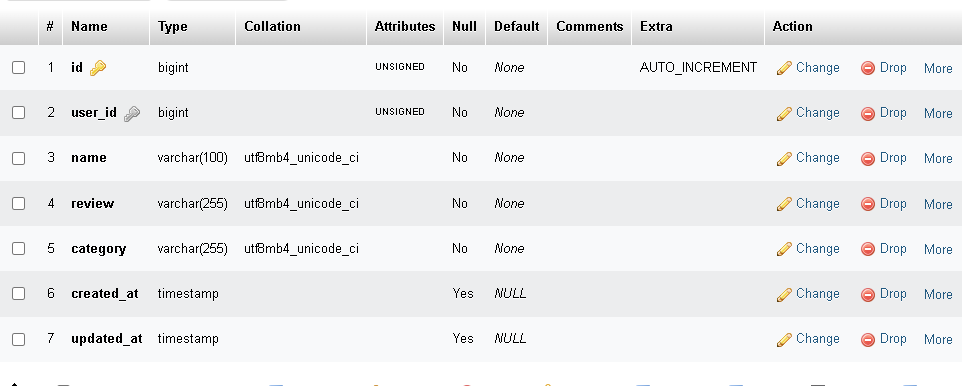 # Name Type Collation Attributes Null Default Comments Extra Action
1 id bigint UNSIGNED No None AUTO_INCREMENT Change Drop More
2 user_id bigint UNSIGNED No None Change Drop More
3 name varchar(100) utf8mb4_unicode_ci No None Change Drop More
4 review varchar(255) utf8mb4_unicode_ci No None Change Drop More
5 category varchar(255) utf8mb4_unicode_ci No None Change Drop More
6 created_at timestamp Yes NULL Change Drop More
7 updated_at timestamp Yes NULL Change Drop More